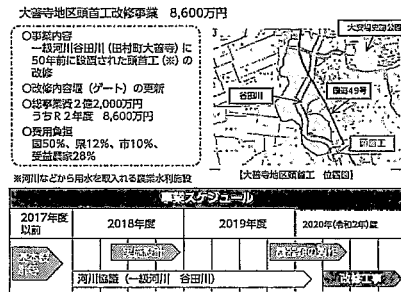 大善寺地区頭首工改修事業 8,600万円
○事業内容
一級河川谷田川(旧村町大善寺)に
50年前に設置された頭首工(※)の
改修
○改修内容堰(ゲート)の更新
○総事業費2億2,000万円
うちR2年度 8,600万円
○費用負担
国50%、県12%、市10%、
受益農家28%
※河川などから用水を取入れる農業水利施設
谷田川
国道49号
頭首工
【大善寺地区頭首工 位置図】
事業スケジュール
2017年度
以前
2018年度
2019年度
2020年(令和2年)度
河川協議(一級河川 谷田川)